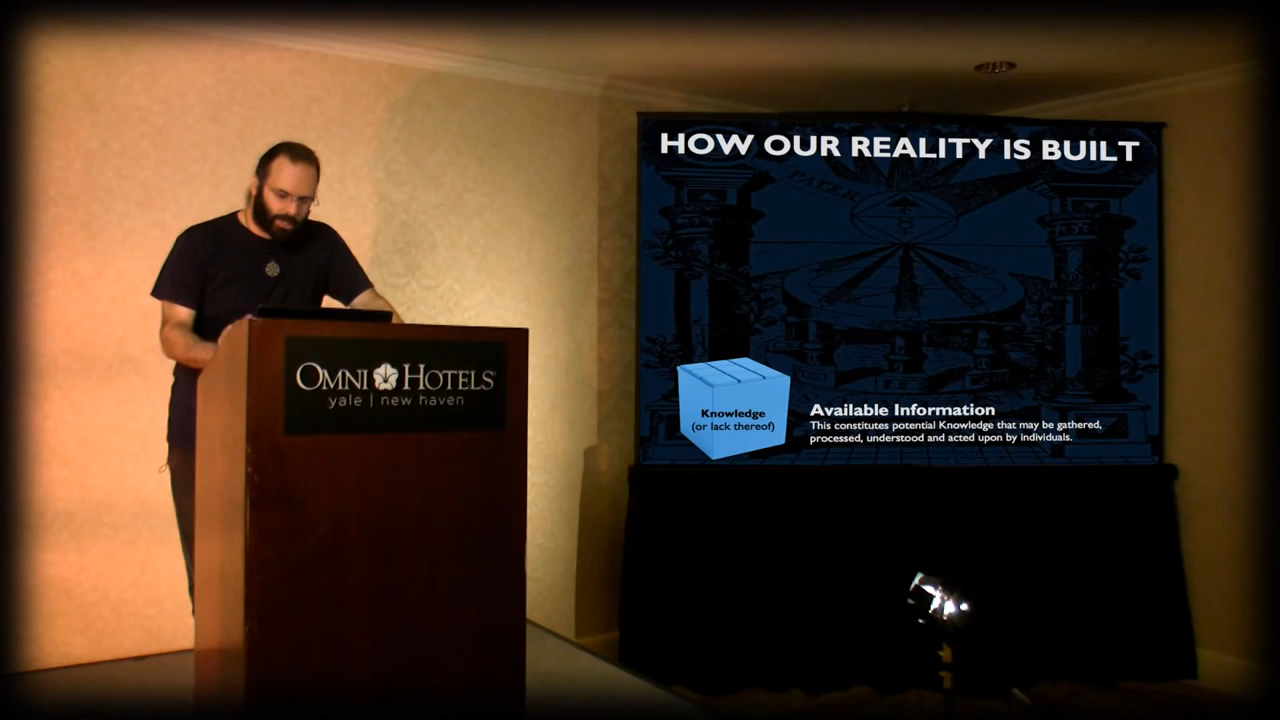 HOW OUR REALITY IS BUILT
PATER
Knowledge
(or lack thereof)
Available Information
This constitutes potential Knowledge that may be gathered,
processed, understood and acted upon by individuals.
OMNI HOTELS
yale | new haven